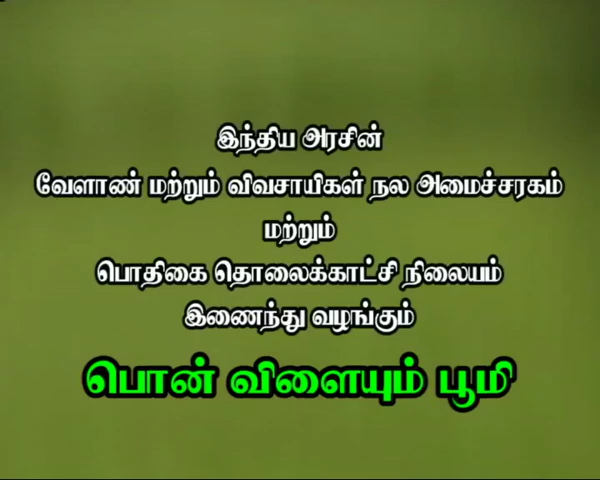 இந்திய அரசின்
வேளாண் மற்றும் விவசாயிகள் நல அமைச்சரகம்
மற்றும்
பொதிகை தொலைக்காட்சி நிலையம்
இணைந்து வழங்கும்
பொன் விளையும் பூமி